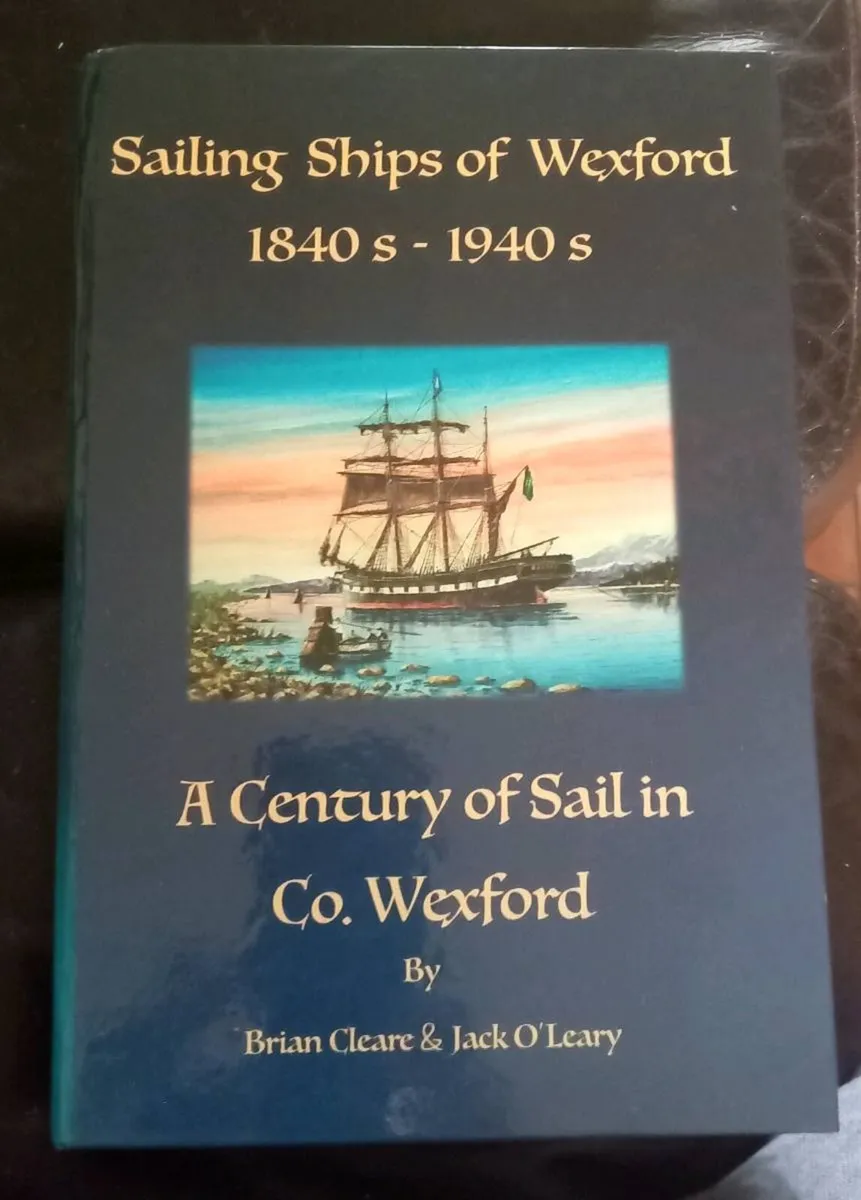 Sailing Ships of Wexford
1840 s - 1940 s
A Century of Sail in
Co. Wexford
By
Brian Cleare & Jack O'Leary